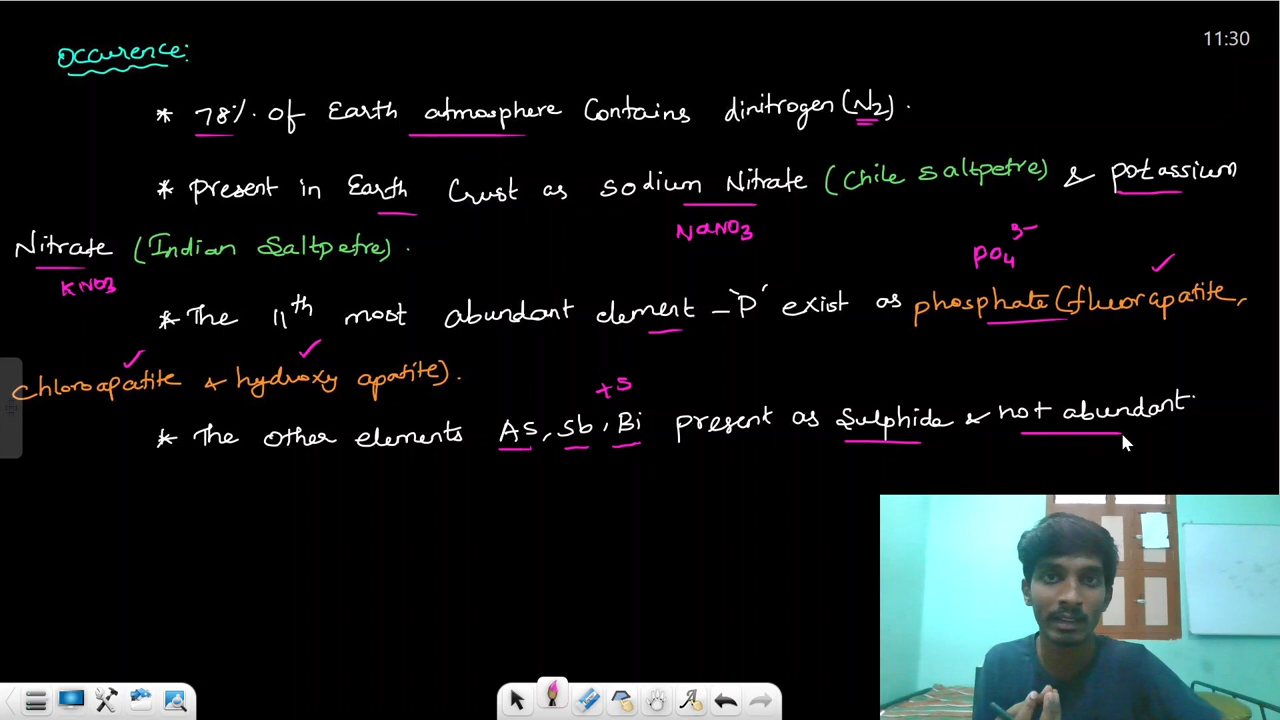 11:30
Occurence:
* 78% of Earth atmosphere Contains dinitrogen (N2).
* present in Earth Crust as Sodium Nitrate (Chile Saltpetre) & potassium
NaNO3
Nitrate (Indian Saltpetre).
KNO3
PO4 3-
* The 11th most abundant element - 'P' exist as phosphate (fluorapatite,
chloroapatite & hydroxy apatite).
+5
* The other elements As, Sb, Bi present as Sulphide & not abundant.